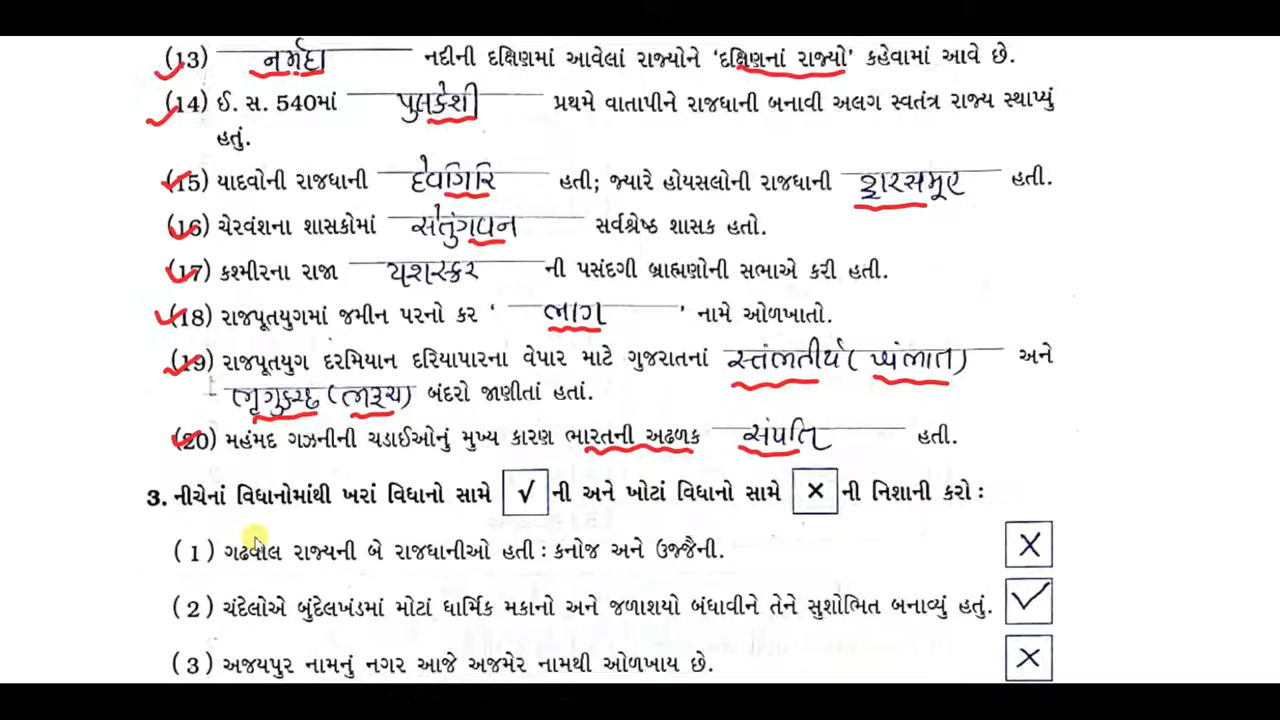 (13) નર્મદા નદીની દક્ષિણમાં આવેલાં રાજ્યોને ‘દક્ષિણનાં રાજ્યો’ કહેવામાં આવે છે.
(14) ઈ. સ. 540માં પુલકેશી પ્રથમે વાતાપીને રાજધાની બનાવી અલગ સ્વતંત્ર રાજ્ય સ્થાપ્યું
હતું.
(15) યાદવોની રાજધાની દેવગિરિ હતી; જ્યારે હોયસલોની રાજધાની દ્વારસમૂદ્ર હતી.
(16) ચેરવંશના શાસકોમાં સેતુંગવન સર્વશ્રેષ્ઠ શાસક હતો.
(17) કશ્મીરના રાજા યશસ્કર ની પસંદગી બ્રાહ્મણોની સભાએ કરી હતી.
(18) રાજપૂતયુગમાં જમીન પરનો કર ‘ ભાગ ’ નામે ઓળખાતો.
(19) રાજપૂતયુગ દરમિયાન દરિયાપારના વેપાર માટે ગુજરાતનાં સ્તંભતીર્થ (ખંભાત) અને
ભૃગુકચ્છ (ભરૂચ) બંદરો જાણીતાં હતાં.
(20) મહંમદ ગઝનીની ચડાઈઓનું મુખ્ય કારણ ભારતની અઢળક સંપતિ હતી.
3. નીચેનાં વિધાનોમાંથી ખરાં વિધાનો સામે ✓ ની અને ખોટાં વિધાનો સામે ✕ ની નિશાની કરો :
(1) ગઢવાલ રાજ્યની બે રાજધાનીઓ હતી : કનોજ અને ઉજ્જૈની. ✕
(2) ચંદેલોએ બુંદેલખંડમાં મોટાં ધાર્મિક મકાનો અને જળાશયો બંધાવીને તેને સુશોભિત બનાવ્યું હતું. ✓
(3) અજયપુર નામનું નગર આજે અજમેર નામથી ઓળખાય છે. ✕